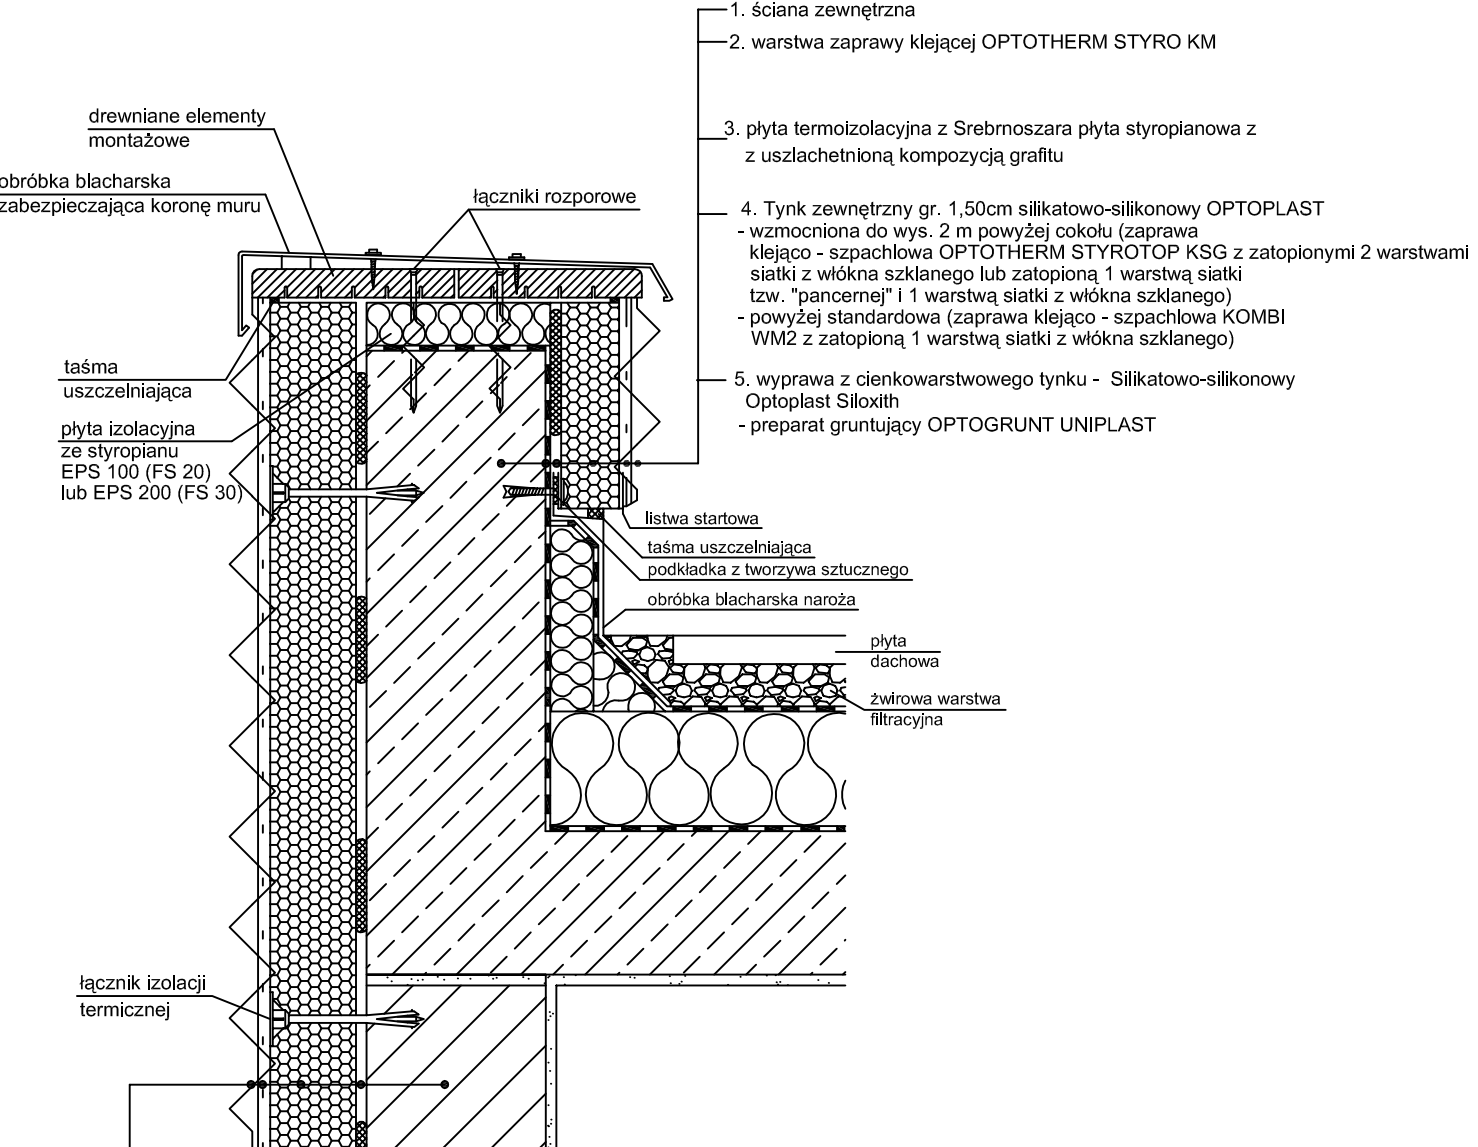 1. ściana zewnętrzna
2. warstwa zaprawy klejącej OPTOTHERM STYRO KM
3. płyta termoizolacyjna z Srebrnoszara płyta styropianowa z
z uszlachetnioną kompozycją grafitu
4. Tynk zewnętrzny gr. 1,50cm silikatowo-silikonowy OPTOPLAST
- wzmocniona do wys. 2 m powyżej cokołu (zaprawa
klejąco - szpachlowa OPTOTHERM STYROTOP KSG z zatopionymi 2 warstwami
siatki z włókna szklanego lub zatopioną 1 warstwą siatki
tzw. "pancernej" i 1 warstwą siatki z włókna szklanego)
- powyżej standardowa (zaprawa klejąco - szpachlowa KOMBI
WM2 z zatopioną 1 warstwą siatki z włókna szklanego)
5. wyprawa z cienkowarstwowego tynku - Silikatowo-silikonowy
Optoplast Siloxith
- preparat gruntujący OPTOGRUNT UNIPLAST
drewniane elementy
montażowe
obróbka blacharska
zabezpieczająca koronę muru
łączniki rozporowe
taśma
uszczelniająca
płyta izolacyjna
ze styropianu
EPS 100 (FS 20)
lub EPS 200 (FS 30)
listwa startowa
taśma uszczelniająca
podkładka z tworzywa sztucznego
obróbka blacharska naroża
płyta
dachowa
żwirowa warstwa
filtracyjna
łącznik izolacji
termicznej